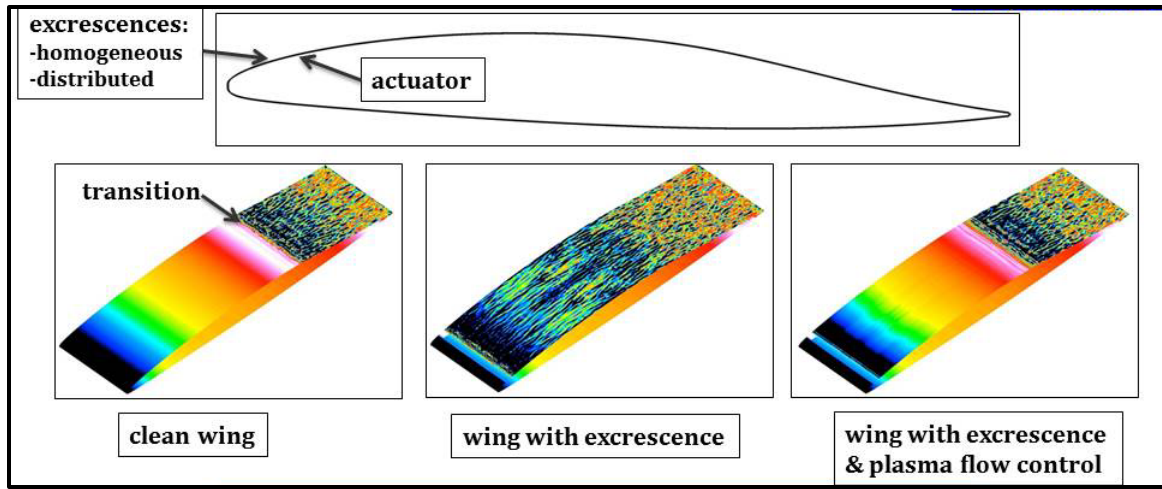 excrescences:
-homogeneous
-distributed
actuator
transition
clean wing
wing with excrescence
wing with excrescence
& plasma flow control